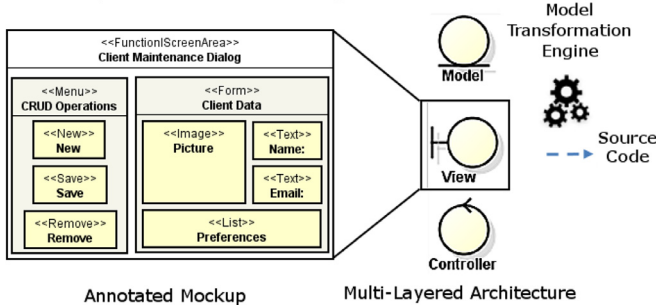 <<FunctionlScreenArea>>
Client Maintenance Dialog
<<Menu>>
CRUD Operations
<<New>>
New
<<Save>>
Save
<<Remove>>
Remove
<<Form>>
Client Data
<<Image>>
Picture
<<Text>>
Name:
<<Text>>
Email:
<<List>>
Preferences
Annotated Mockup
Model
View
Controller
Multi-Layered Architecture
Model
Transformation
Engine
Source
Code